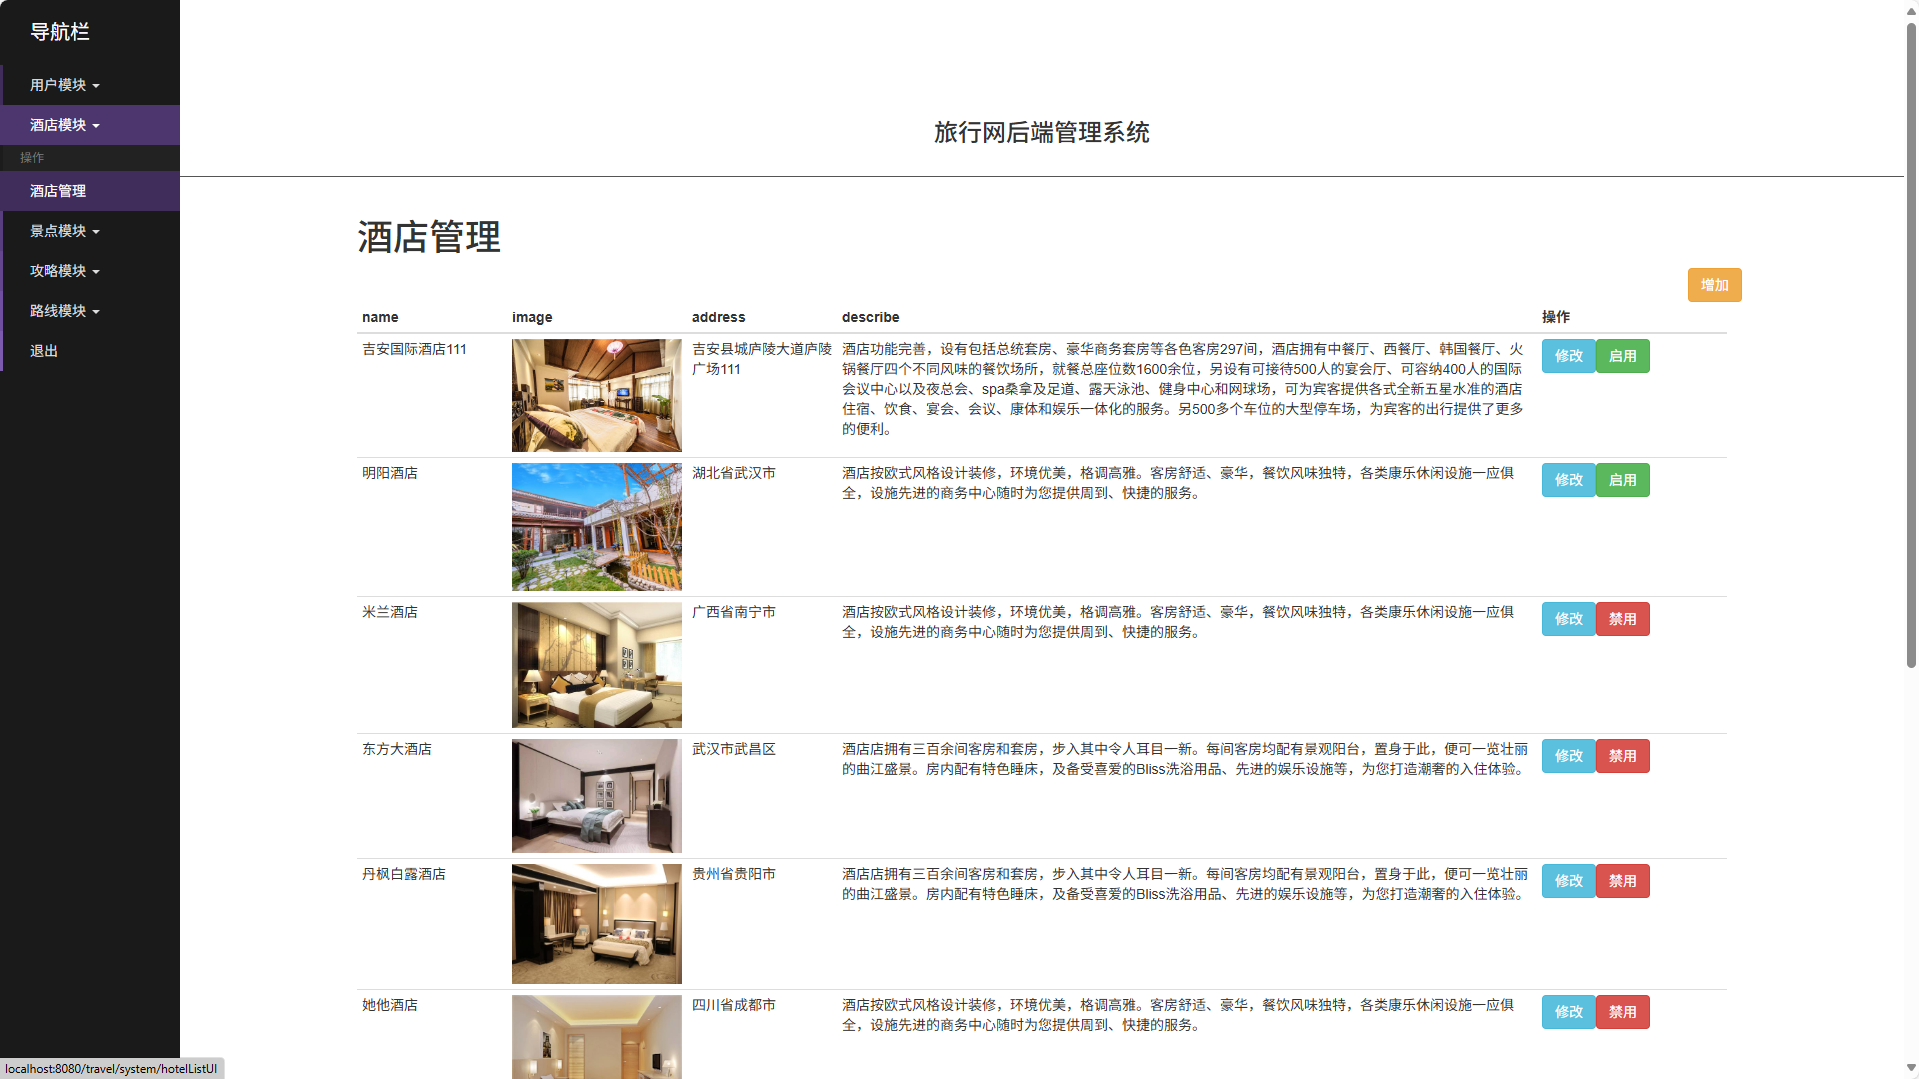 导航栏
用户模块
酒店模块
操作
酒店管理
景点模块
攻略模块
路线模块
退出
旅行网后端管理系统
酒店管理
增加
name image address describe 操作
吉安国际酒店111
吉安县城庐陵大道庐陵
广场111
酒店功能完善，设有包括总统套房、豪华商务套房等各色客房297间，酒店拥有中餐厅、西餐厅、韩国餐厅、火
锅餐厅四个不同风味的餐饮场所，就餐总座位数1600余位，另设有可接待500人的宴会厅、可容纳400人的国际
会议中心以及夜总会、spa桑拿及足道、露天泳池、健身中心和网球场，可为宾客提供各式全新五星水准的酒店
住宿、饮食、宴会、会议、康体和娱乐一体化的服务。另500多个车位的大型停车场，为宾客的出行提供了更多
的便利。
修改 启用
明阳酒店
湖北省武汉市
酒店按欧式风格设计装修，环境优美，格调高雅。客房舒适、豪华，餐饮风味独特，各类康乐休闲设施一应俱
全，设施先进的商务中心随时为您提供周到、快捷的服务。
修改 启用
米兰酒店
广西省南宁市
酒店按欧式风格设计装修，环境优美，格调高雅。客房舒适、豪华，餐饮风味独特，各类康乐休闲设施一应俱
全，设施先进的商务中心随时为您提供周到、快捷的服务。
修改 禁用
东方大酒店
武汉市武昌区
酒店店拥有三百余间客房和套房，步入其中令人耳目一新。每间客房均配有景观阳台，置身于此，便可一览壮丽
的曲江盛景。房内配有特色睡床，及备受喜爱的Bliss洗浴用品、先进的娱乐设施等，为您打造潮奢的入住体验。
修改 禁用
丹枫白露酒店
贵州省贵阳市
酒店店拥有三百余间客房和套房，步入其中令人耳目一新。每间客房均配有景观阳台，置身于此，便可一览壮丽
的曲江盛景。房内配有特色睡床，及备受喜爱的Bliss洗浴用品、先进的娱乐设施等，为您打造潮奢的入住体验。
修改 禁用
她他酒店
四川省成都市
酒店按欧式风格设计装修，环境优美，格调高雅。客房舒适、豪华，餐饮风味独特，各类康乐休闲设施一应俱
全，设施先进的商务中心随时为您提供周到、快捷的服务。
修改 禁用
localhost:8080/travel/system/hotelListUI